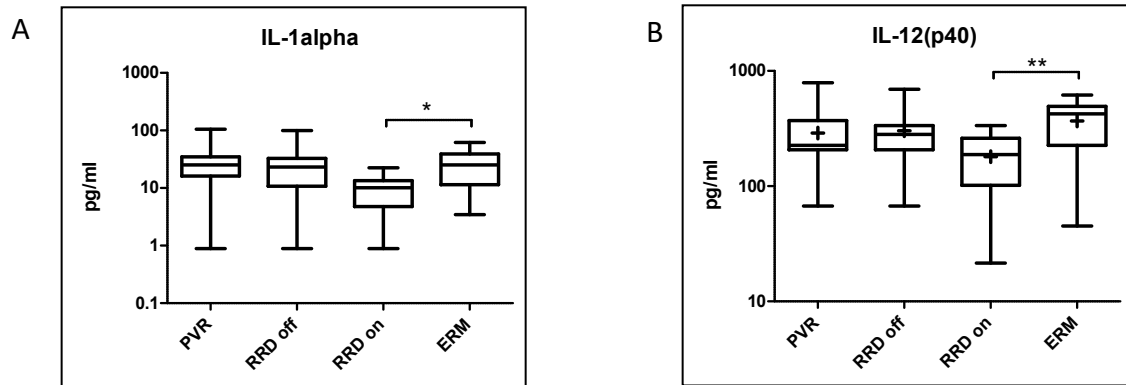 A
IL-1alpha
1000
100
10
1
0.1
pg/ml
*
PVR
RRD off
RRD on
ERM
B
IL-12(p40)
1000
100
10
pg/ml
**
PVR
RRD off
RRD on
ERM